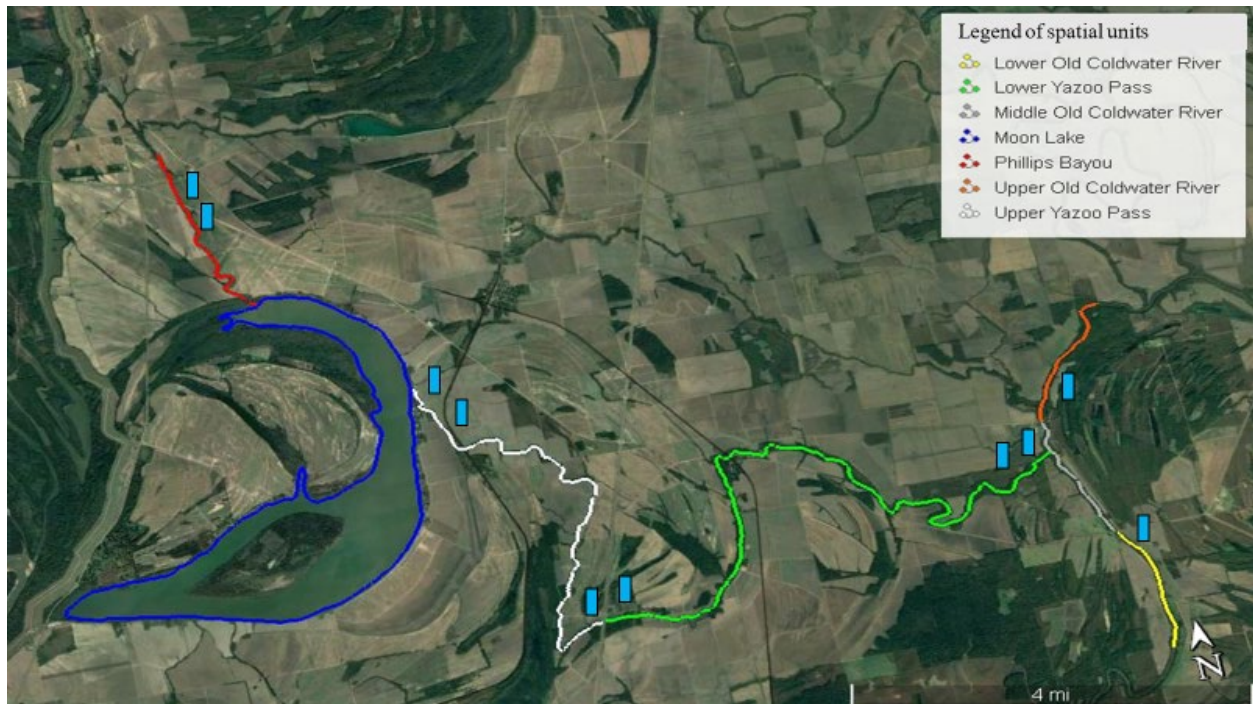 Legend of spatial units
Lower Old Coldwater River
Lower Yazoo Pass
Middle Old Coldwater River
Moon Lake
Phillips Bayou
Upper Old Coldwater River
Upper Yazoo Pass
N
4 mi